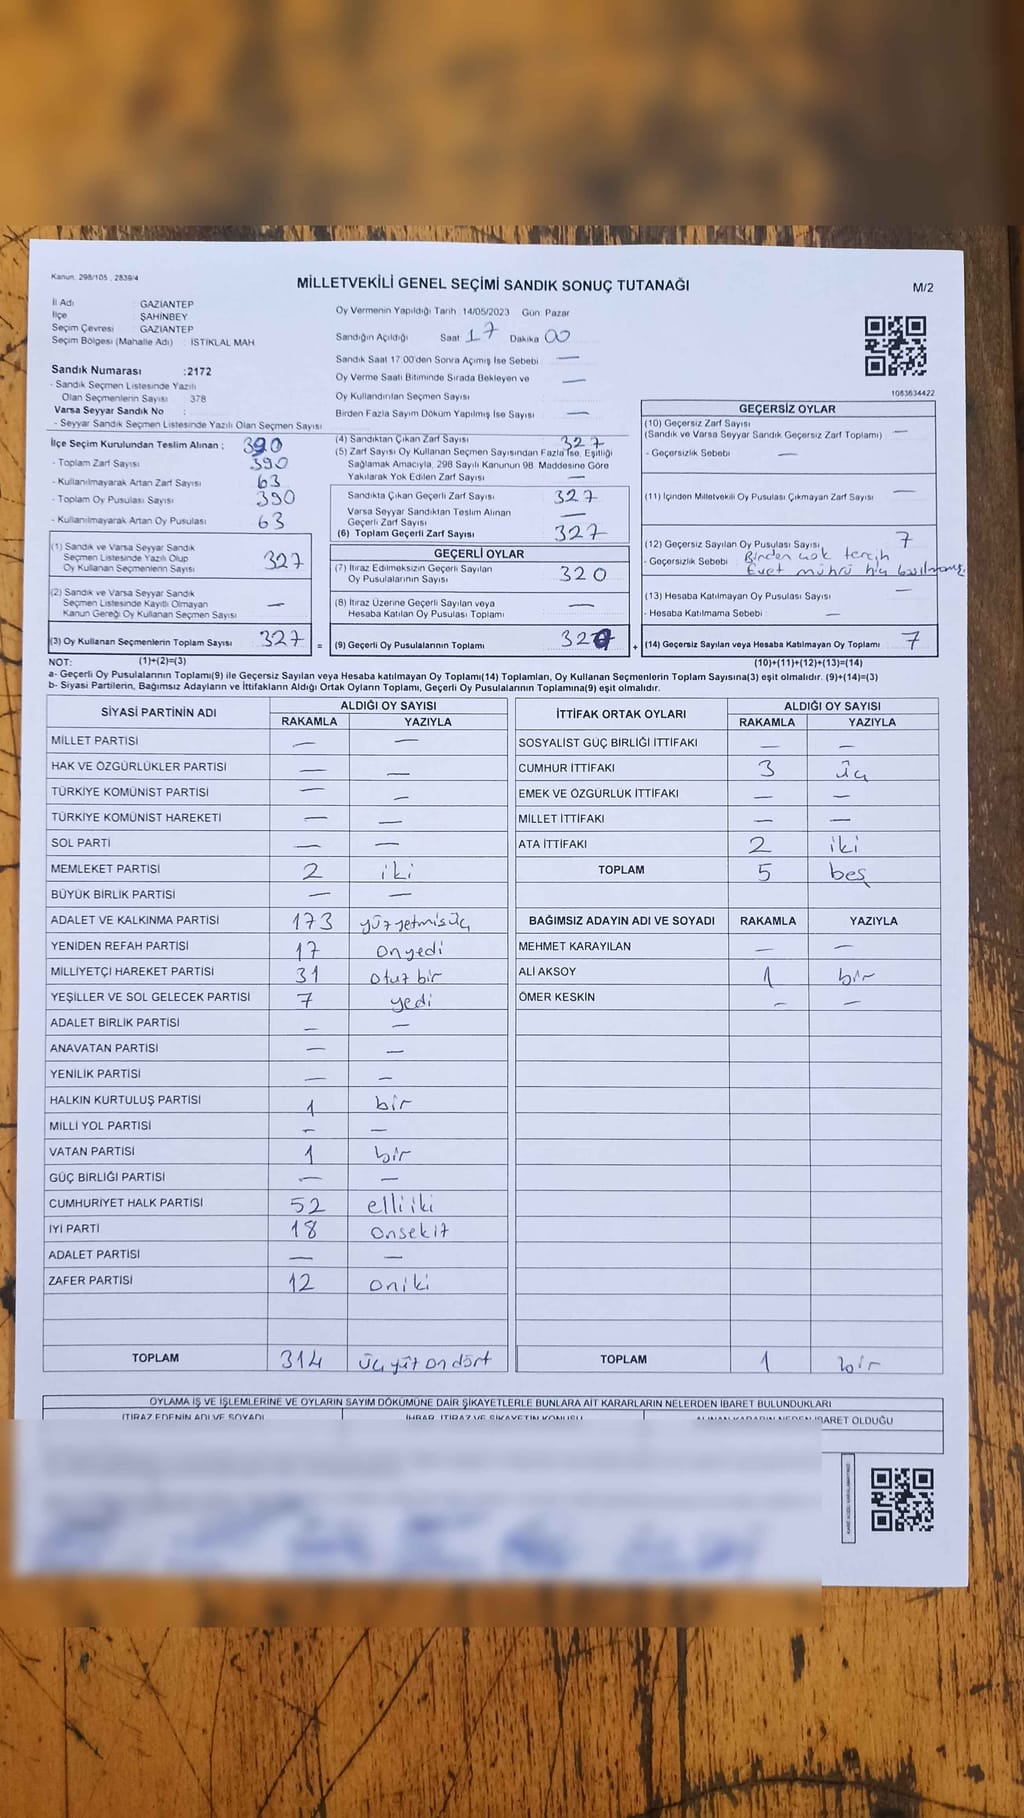 Kanun. 298/105 , 2839/4
MİLLETVEKİLİ GENEL SEÇİMİ SANDIK SONUÇ TUTANAĞI
M/2
İl Adı : GAZİANTEP
İlçe : ŞAHİNBEY
Seçim Çevresi : GAZİANTEP
Seçim Bölgesi (Mahalle Adı) : İSTİKLAL MAH
Oy Vermenin Yapıldığı Tarih 14/05/2023 Gün: Pazar
Sandığın Açıldığı Saat 17 Dakika 00
Sandık Saat 17:00'den Sonra Açımış İse Sebebi : —
Oy Verme Saati Bitiminde Sırada Bekleyen ve
Oy Kullandırılan Seçmen Sayısı : —
Birden Fazla Sayım Döküm Yapılmış İse Sayısı : —
1083634422
Sandık Numarası :2172
- Sandık Seçmen Listesinde Yazılı
Olan Seçmenlerin Sayısı : 378
Varsa Seyyar Sandık No :
- Seyyar Sandık Seçmen Listesinde Yazılı Olan Seçmen Sayısı :
İlçe Seçim Kurulundan Teslim Alınan ; 390
- Toplam Zarf Sayısı : 390
- Kullanılmayarak Artan Zarf Sayısı : 63
- Toplam Oy Pusulası Sayısı : 390
- Kullanılmayarak Artan Oy Pusulası : 63
(1) Sandık ve Varsa Seyyar Sandık
Seçmen Listesinde Yazılı Olup
Oy Kullanan Seçmenlerin Sayısı 327
(2) Sandık ve Varsa Seyyar Sandık
Seçmen Listesinde Kayıtlı Olmayan
Kanun Gereği Oy Kullanan Seçmen Sayısı —
(3) Oy Kullanan Seçmenlerin Toplam Sayısı 327 =
(4) Sandıktan Çıkan Zarf Sayısı 327
(5) Zarf Sayısı Oy Kullanan Seçmen Sayısından Fazla İse, Eşitliği
Sağlamak Amacıyla, 298 Sayılı Kanunun 98. Maddesine Göre
Yakılarak Yok Edilen Zarf Sayısı —
Sandıkta Çıkan Geçerli Zarf Sayısı 327
Varsa Seyyar Sandıktan Teslim Alınan
Geçerli Zarf Sayısı —
(6) Toplam Geçerli Zarf Sayısı 327
GEÇERLİ OYLAR
(7) İtiraz Edilmeksizin Geçerli Sayılan
Oy Pusulalarının Sayısı 320
(8) İtiraz Üzerine Geçerli Sayılan veya
Hesaba Katılan Oy Pusulası Toplamı —
(9) Geçerli Oy Pusulalarının Toplamı 320 +
GEÇERSİZ OYLAR
(10) Geçersiz Zarf Sayısı
(Sandık ve Varsa Seyyar Sandık Geçersiz Zarf Toplamı) —
- Geçersizlik Sebebi : —
(11) İçinden Milletvekili Oy Pusulası Çıkmayan Zarf Sayısı —
(12) Geçersiz Sayılan Oy Pusulası Sayısı 7
- Geçersizlik Sebebi : Birden çok tercih
Evet mührü hiç basılmamış.
(13) Hesaba Katılmayan Oy Pusulası Sayısı —
- Hesaba Katılmama Sebebi : —
(14) Geçersiz Sayılan veya Hesaba Katılmayan Oy Toplamı 7
NOT: (1)+(2)=(3) (10)+(11)+(12)+(13)=(14)
a- Geçerli Oy Pusulalarının Toplamı(9) ile Geçersiz Sayılan veya Hesaba katılmayan Oy Toplamı(14) Toplamları, Oy Kullanan Seçmenlerin Toplam Sayısına(3) eşit olmalıdır. (9)+(14)=(3)
b- Siyasi Partilerin, Bağımsız Adayların ve İttifakların Aldığı Ortak Oyların Toplamı, Geçerli Oy Pusulalarının Toplamına(9) eşit olmalıdır.
SİYASİ PARTİNİN ADI ALDIĞI OY SAYISI
RAKAMLA YAZIYLA
MİLLET PARTİSİ — —
HAK VE ÖZGÜRLÜKLER PARTİSİ — —
TÜRKİYE KOMÜNİST PARTİSİ — —
TÜRKİYE KOMÜNİST HAREKETİ — —
SOL PARTİ — —
MEMLEKET PARTİSİ 2 iki
BÜYÜK BİRLİK PARTİSİ — —
ADALET VE KALKINMA PARTİSİ 173 yüzyetmişüç
YENİDEN REFAH PARTİSİ 17 onyedi
MİLLİYETÇİ HAREKET PARTİSİ 31 otuz bir
YEŞİLLER VE SOL GELECEK PARTİSİ 7 yedi
ADALET BİRLİK PARTİSİ — —
ANAVATAN PARTİSİ — —
YENİLİK PARTİSİ — —
HALKIN KURTULUŞ PARTİSİ 1 bir
MİLLİ YOL PARTİSİ — —
VATAN PARTİSİ 1 bir
GÜÇ BİRLİĞİ PARTİSİ — —
CUMHURİYET HALK PARTİSİ 52 elliiki
İYİ PARTİ 18 onsekiz
ADALET PARTİSİ — —
ZAFER PARTİSİ 12 oniki
TOPLAM 314 üçyüz on dört
İTTİFAK ORTAK OYLARI ALDIĞI OY SAYISI
RAKAMLA YAZIYLA
SOSYALİST GÜÇ BİRLİĞİ İTTİFAKI — —
CUMHUR İTTİFAKI 3 üç
EMEK VE ÖZGÜRLÜK İTTİFAKI — —
MİLLET İTTİFAKI — —
ATA İTTİFAKI 2 iki
TOPLAM 5 beş
BAĞIMSIZ ADAYIN ADI VE SOYADI RAKAMLA YAZIYLA
MEHMET KARAYILAN — —
ALİ AKSOY 1 bir
ÖMER KESKİN — —
TOPLAM 1 bir
OYLAMA İŞ VE İŞLEMLERİNE VE OYLARIN SAYIM DÖKÜMÜNE DAİR ŞİKAYETLERLE BUNLARA AİT KARARLARIN NELERDEN İBARET BULUNDUKLARI
İTİRAZ EDENİN ADI VE SOYADI İHBAR, İTİRAZ VE ŞİKAYETİN KONUSU ALINAN KARARIN NEDEN İBARET OLDUĞU